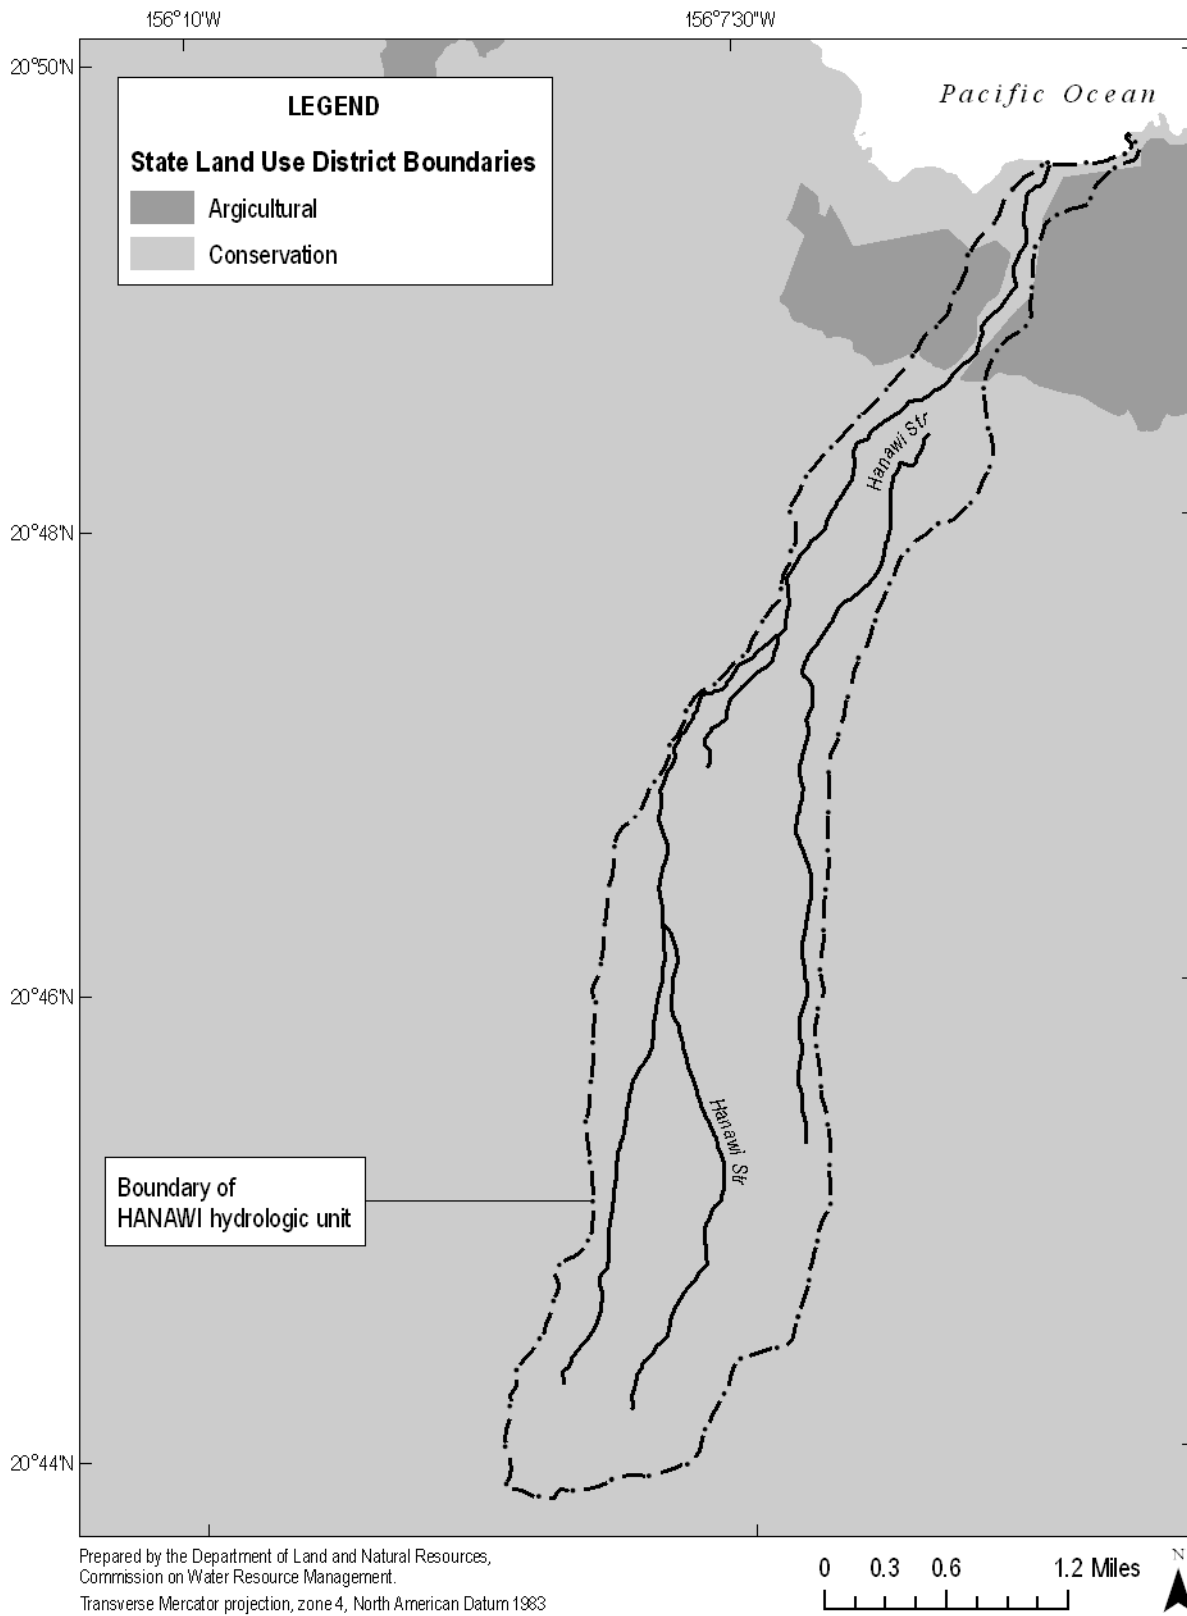 156°10'W
156°7'30"W
20°50'N
Pacific Ocean
LEGEND
State Land Use District Boundaries
Argicultural
Conservation
Hanawi Str
20°48'N
20°46'N
Hanawi Str
Boundary of
HANAWI hydrologic unit
20°44'N
Prepared by the Department of Land and Natural Resources,
Commission on Water Resource Management.
Transverse Mercator projection, zone 4, North American Datum 1983
0 0.3 0.6 1.2 Miles
N